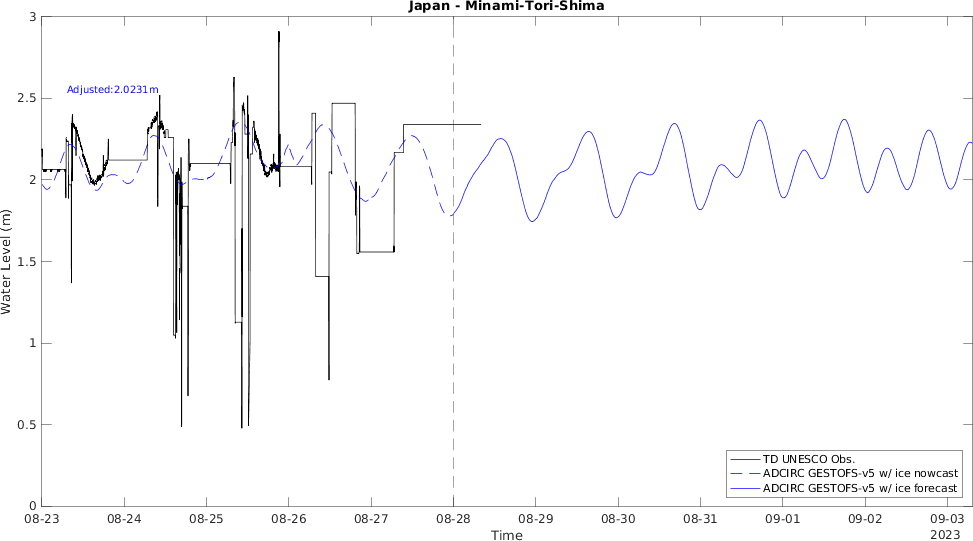 Japan - Minami-Tori-Shima
3
2.5
2
1.5
1
0.5
0
Water Level (m)
Adjusted:2.0231m
TD UNESCO Obs.
ADCIRC GESTOFS-v5 w/ ice nowcast
ADCIRC GESTOFS-v5 w/ ice forecast
08-23 08-24 08-25 08-26 08-27 08-28 08-29 08-30 08-31 09-01 09-02 09-03
2023
Time